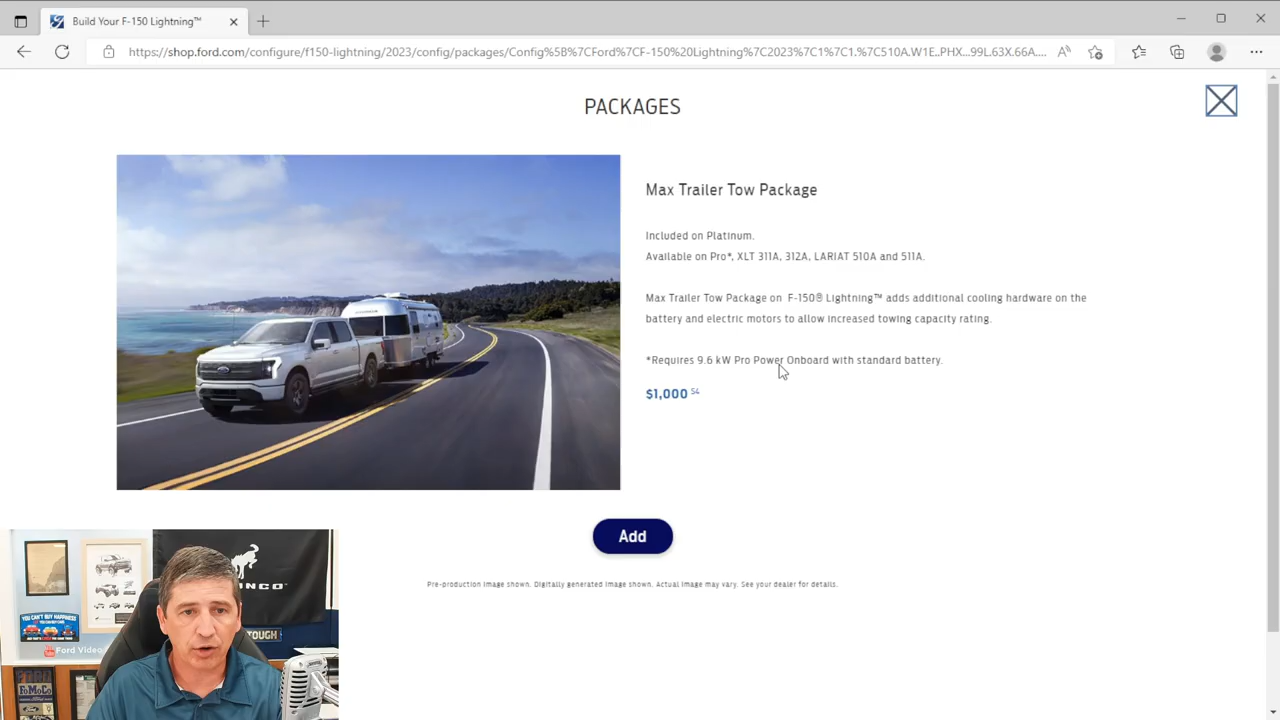 Build Your F-150 Lightning™
https://shop.ford.com/configure/f150-lightning/2023/config/packages/Config%5B%7CFord%7CF-150%20Lightning%7C2023%7C1%7C1.%7C510A.W1E..PHX...99L.63X.66A....
PACKAGES
Max Trailer Tow Package
Included on Platinum.
Available on Pro*, XLT 311A, 312A, LARIAT 510A and 511A.
Max Trailer Tow Package on F-150® Lightning™ adds additional cooling hardware on the
battery and electric motors to allow increased towing capacity rating.
*Requires 9.6 kW Pro Power Onboard with standard battery.
$1,000 54
Add
Pre-production image shown. Digitally generated image shown. Actual image may vary. See your dealer for details.
NCO
TOUGH
YOU CAN'T BUY HAPPINESS
Ford Video
FoMoCo